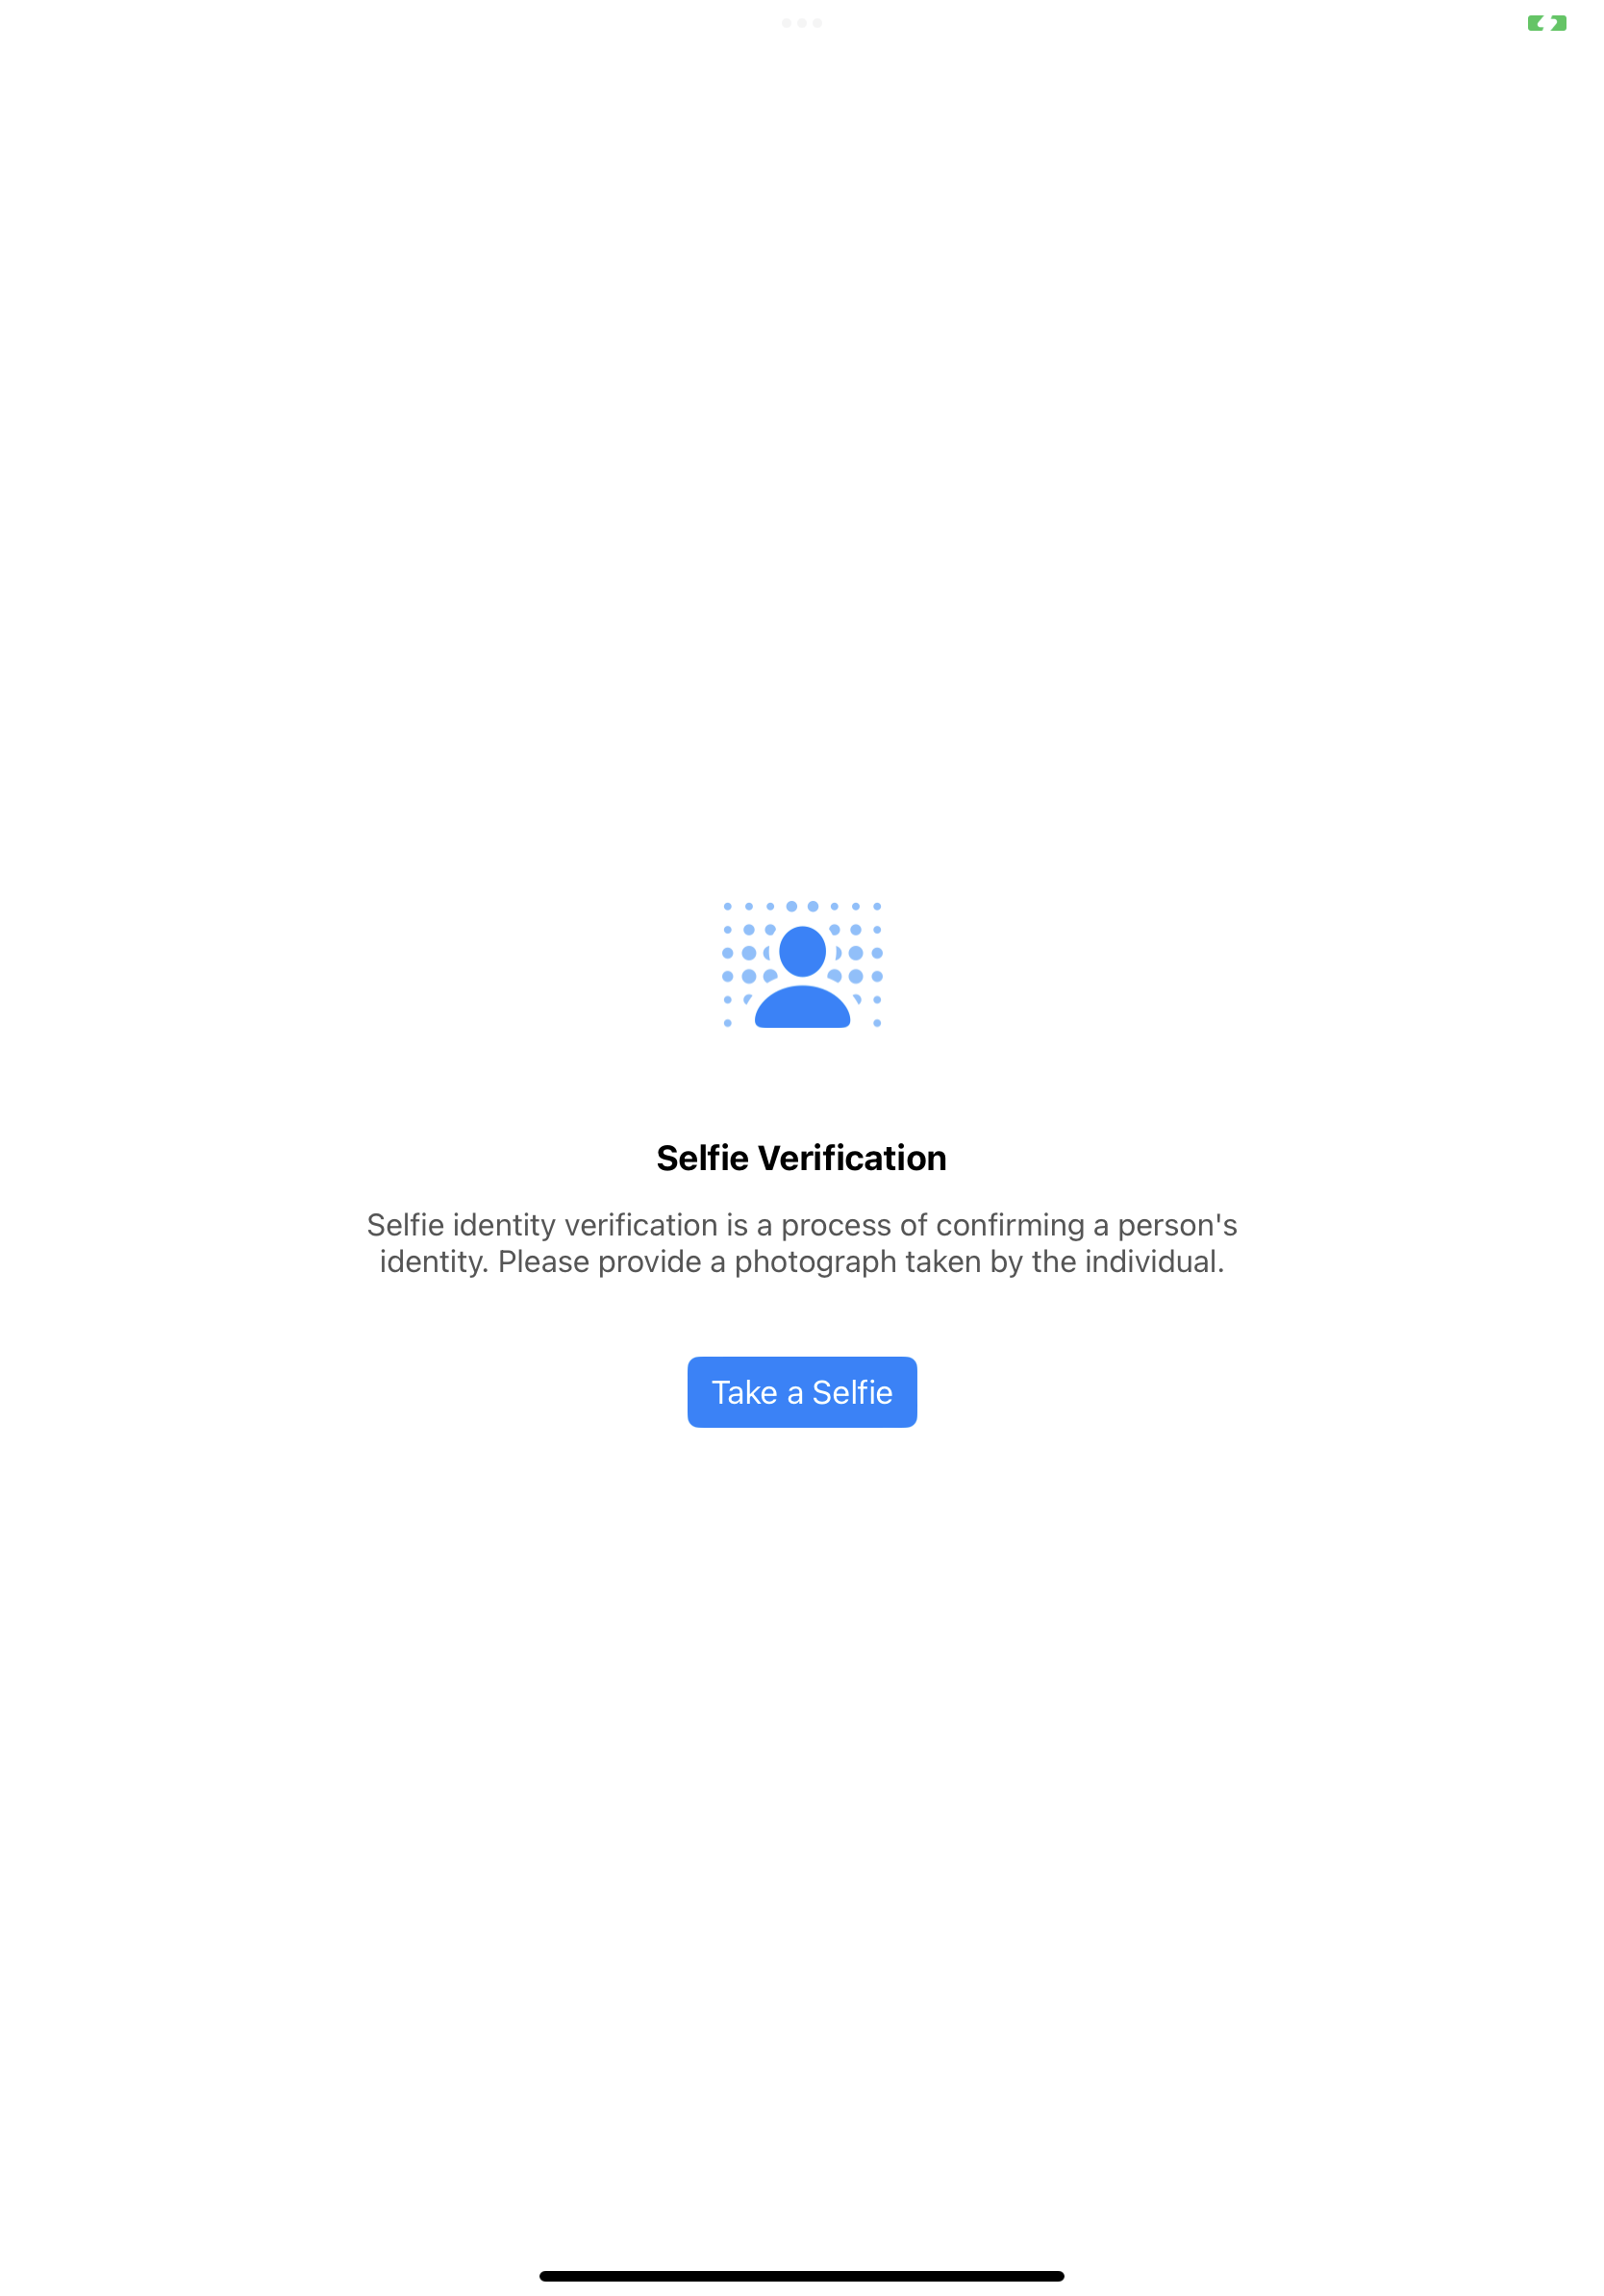 Selfie Verification
Selfie identity verification is a process of confirming a person's
identity. Please provide a photograph taken by the individual.
Take a Selfie